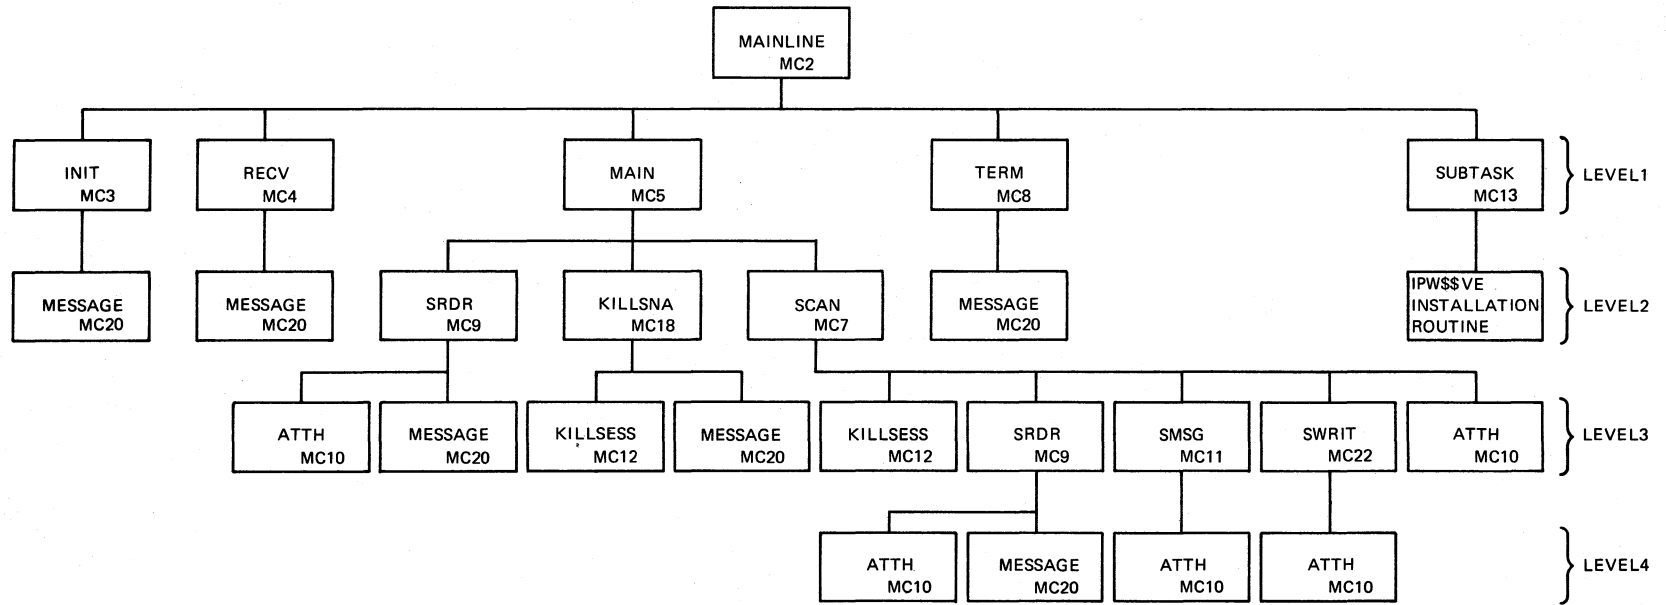 MAINLINE
MC2
INIT
MC3
RECV
MC4
MAIN
MC5
TERM
MC8
SUBTASK
MC13
LEVEL1
MESSAGE
MC20
MESSAGE
MC20
SRDR
MC9
KILLSNA
MC18
SCAN
MC7
MESSAGE
MC20
IPW$$VE
INSTALLATION
ROUTINE
LEVEL2
ATTH
MC10
MESSAGE
MC20
KILLSESS
MC12
MESSAGE
MC20
KILLSESS
MC12
SRDR
MC9
SMSG
MC11
SWRIT
MC22
ATTH
MC10
LEVEL3
ATTH
MC10
MESSAGE
MC20
ATTH
MC10
ATTH
MC10
LEVEL4